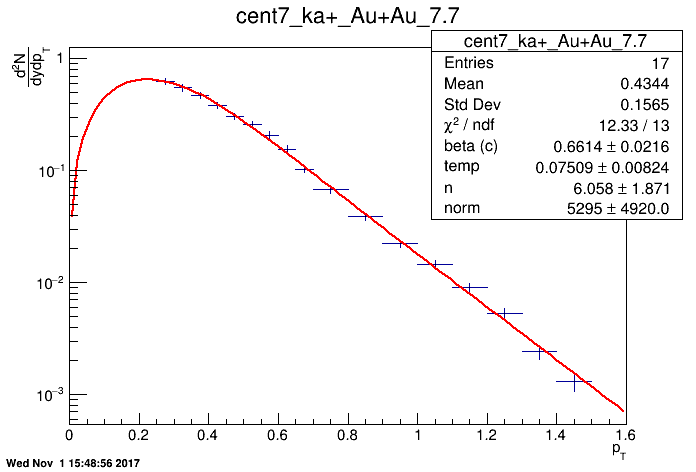 cent7_ka+_Au+Au_7.7
cent7_ka+_Au+Au_7.7
Entries 17
Mean 0.4344
Std Dev 0.1565
χ² / ndf 12.33 / 13
beta (c) 0.6614 ± 0.0216
temp 0.07509 ± 0.00824
n 6.058 ± 1.871
norm 5295 ± 4920.0
d²N
dydp_T
1
10⁻¹
10⁻²
10⁻³
0 0.2 0.4 0.6 0.8 1 1.2 1.4 1.6
p_T
Wed Nov 1 15:48:56 2017